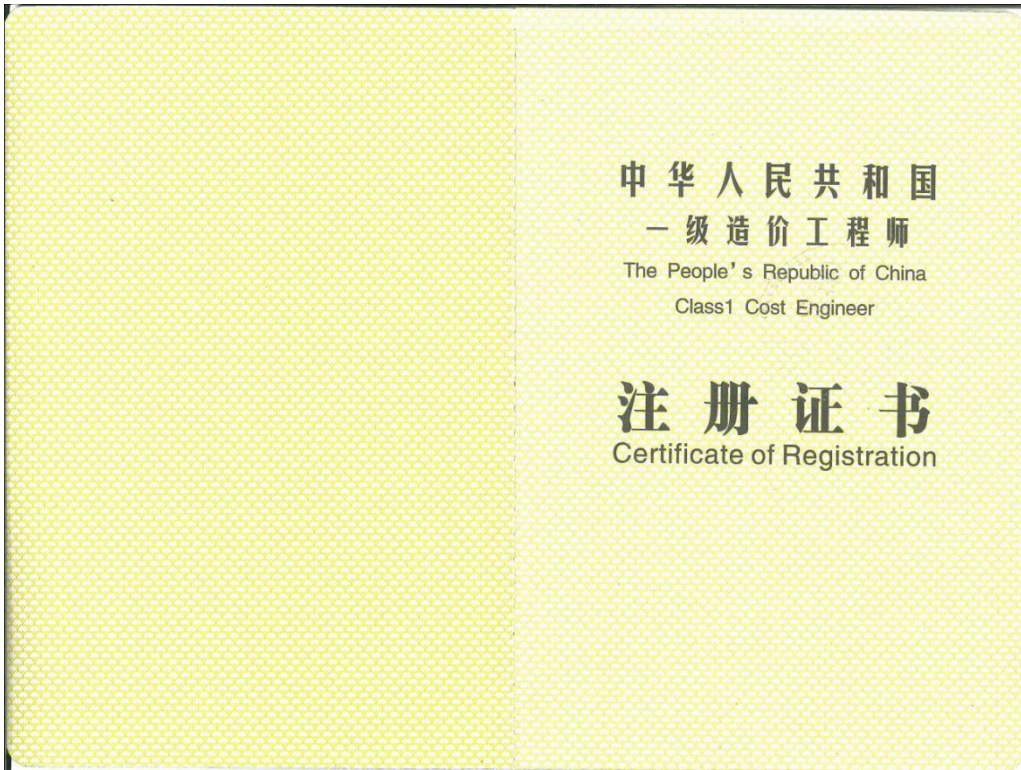 中华人民共和国
一级造价工程师
The People's Republic of China
Class1 Cost Engineer
注册证书
Certificate of Registration